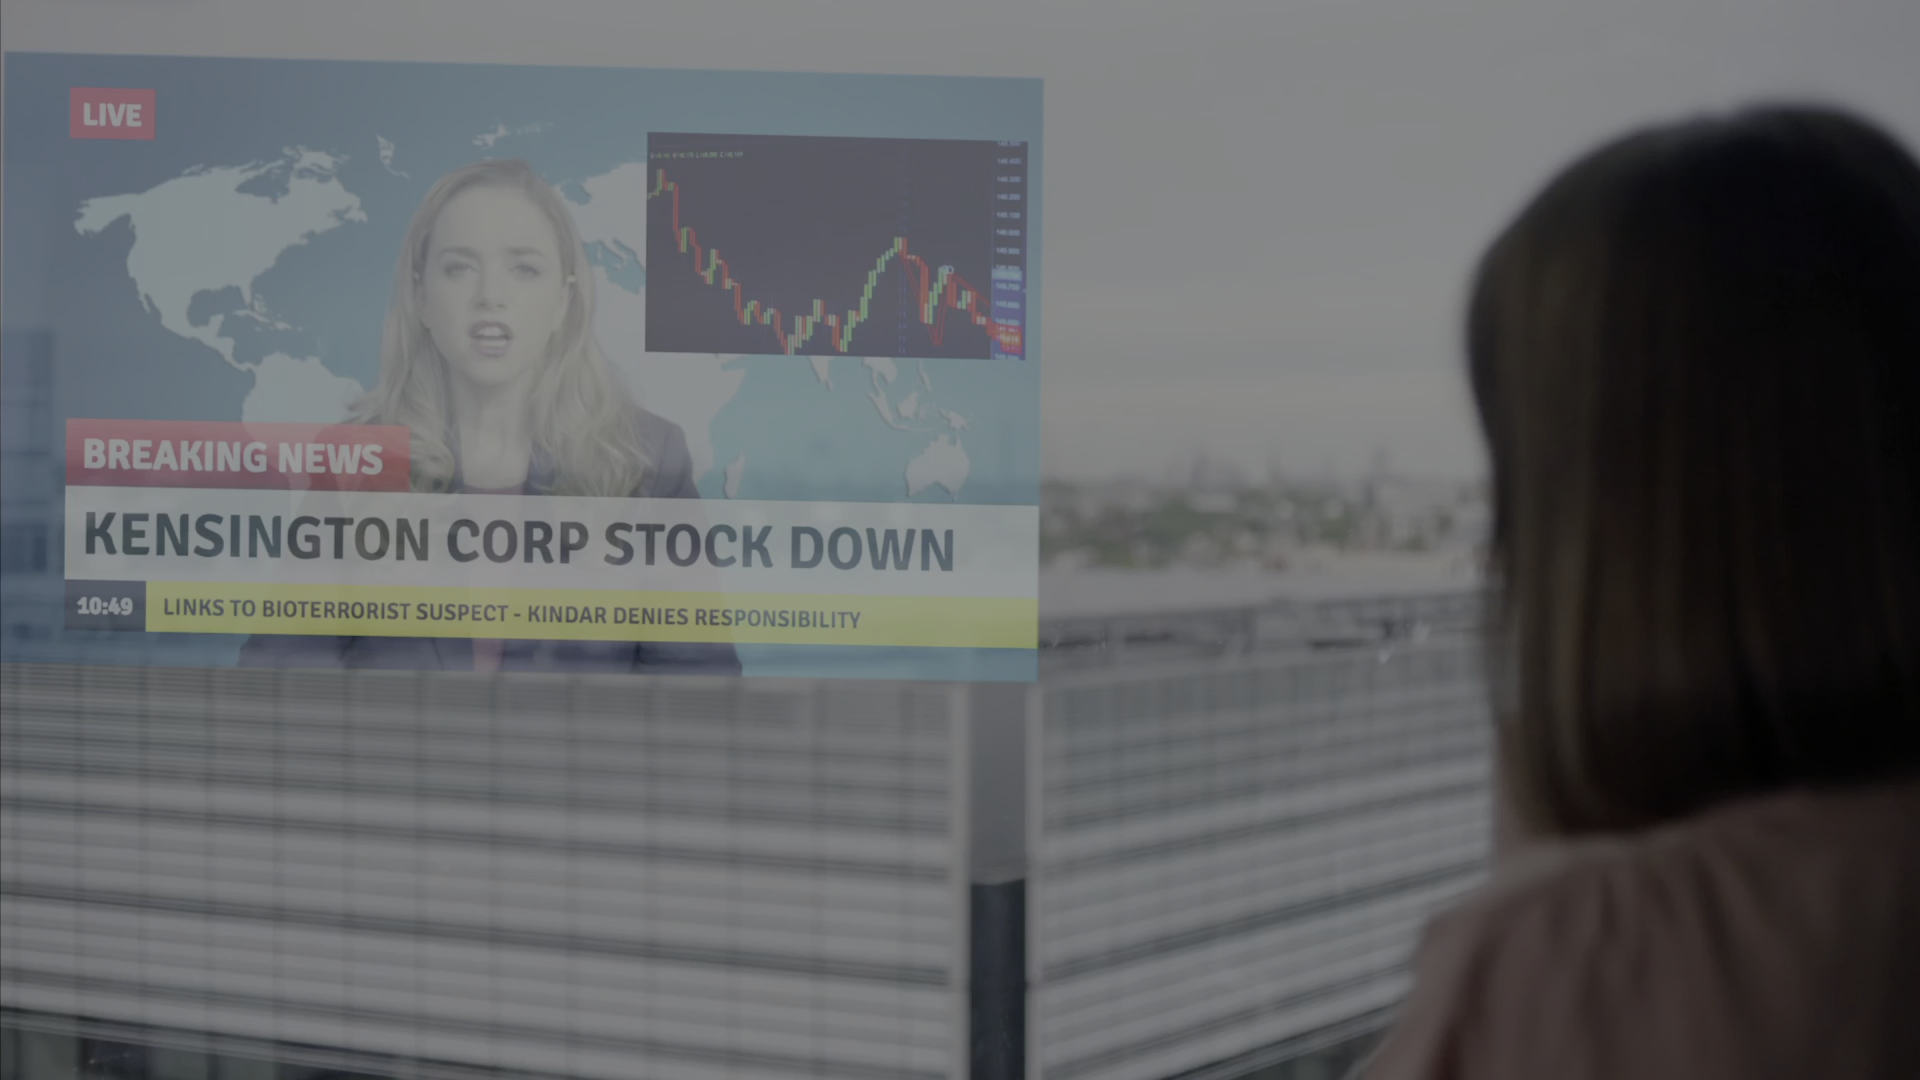 LIVE
BREAKING NEWS
KENSINGTON CORP STOCK DOWN
10:49
LINKS TO BIOTERRORIST SUSPECT - KINDAR DENIES RESPONSIBILITY